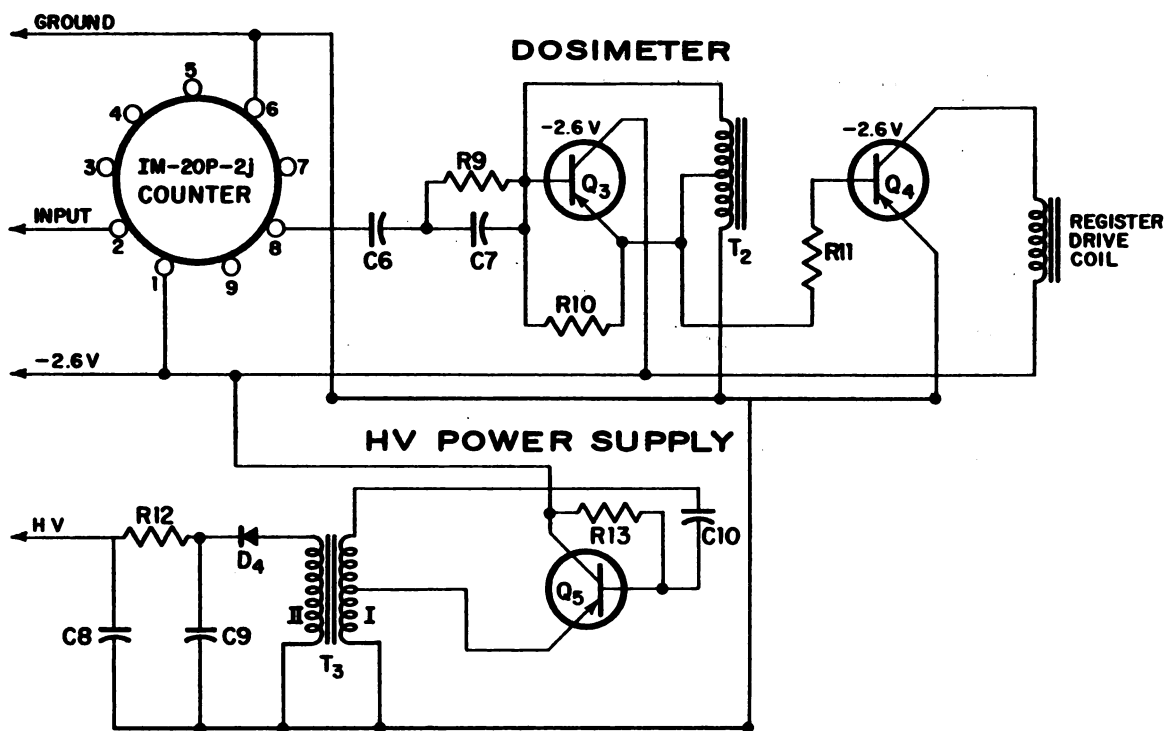 GROUND
DOSIMETER
5
4
6
-2.6V
-2.6V
3
IM-20P-2j
COUNTER
7
R9
Q3
Q4
INPUT
2
8
C6
C7
T2
R11
REGISTER
DRIVE
COIL
1
9
R10
-2.6V
HV POWER SUPPLY
HV
R12
D4
R13
C10
Q5
C8
C9
II
I
T3